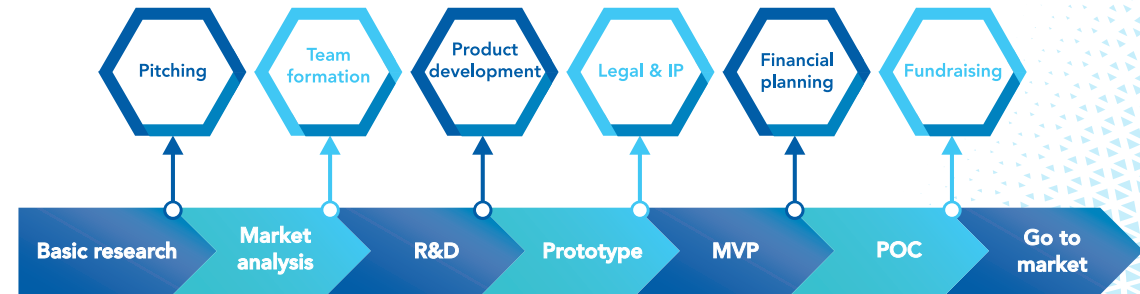 Pitching
Team
formation
Product
development
Legal & IP
Financial
planning
Fundraising
Basic research
Market
analysis
R&D
Prototype
MVP
POC
Go to
market